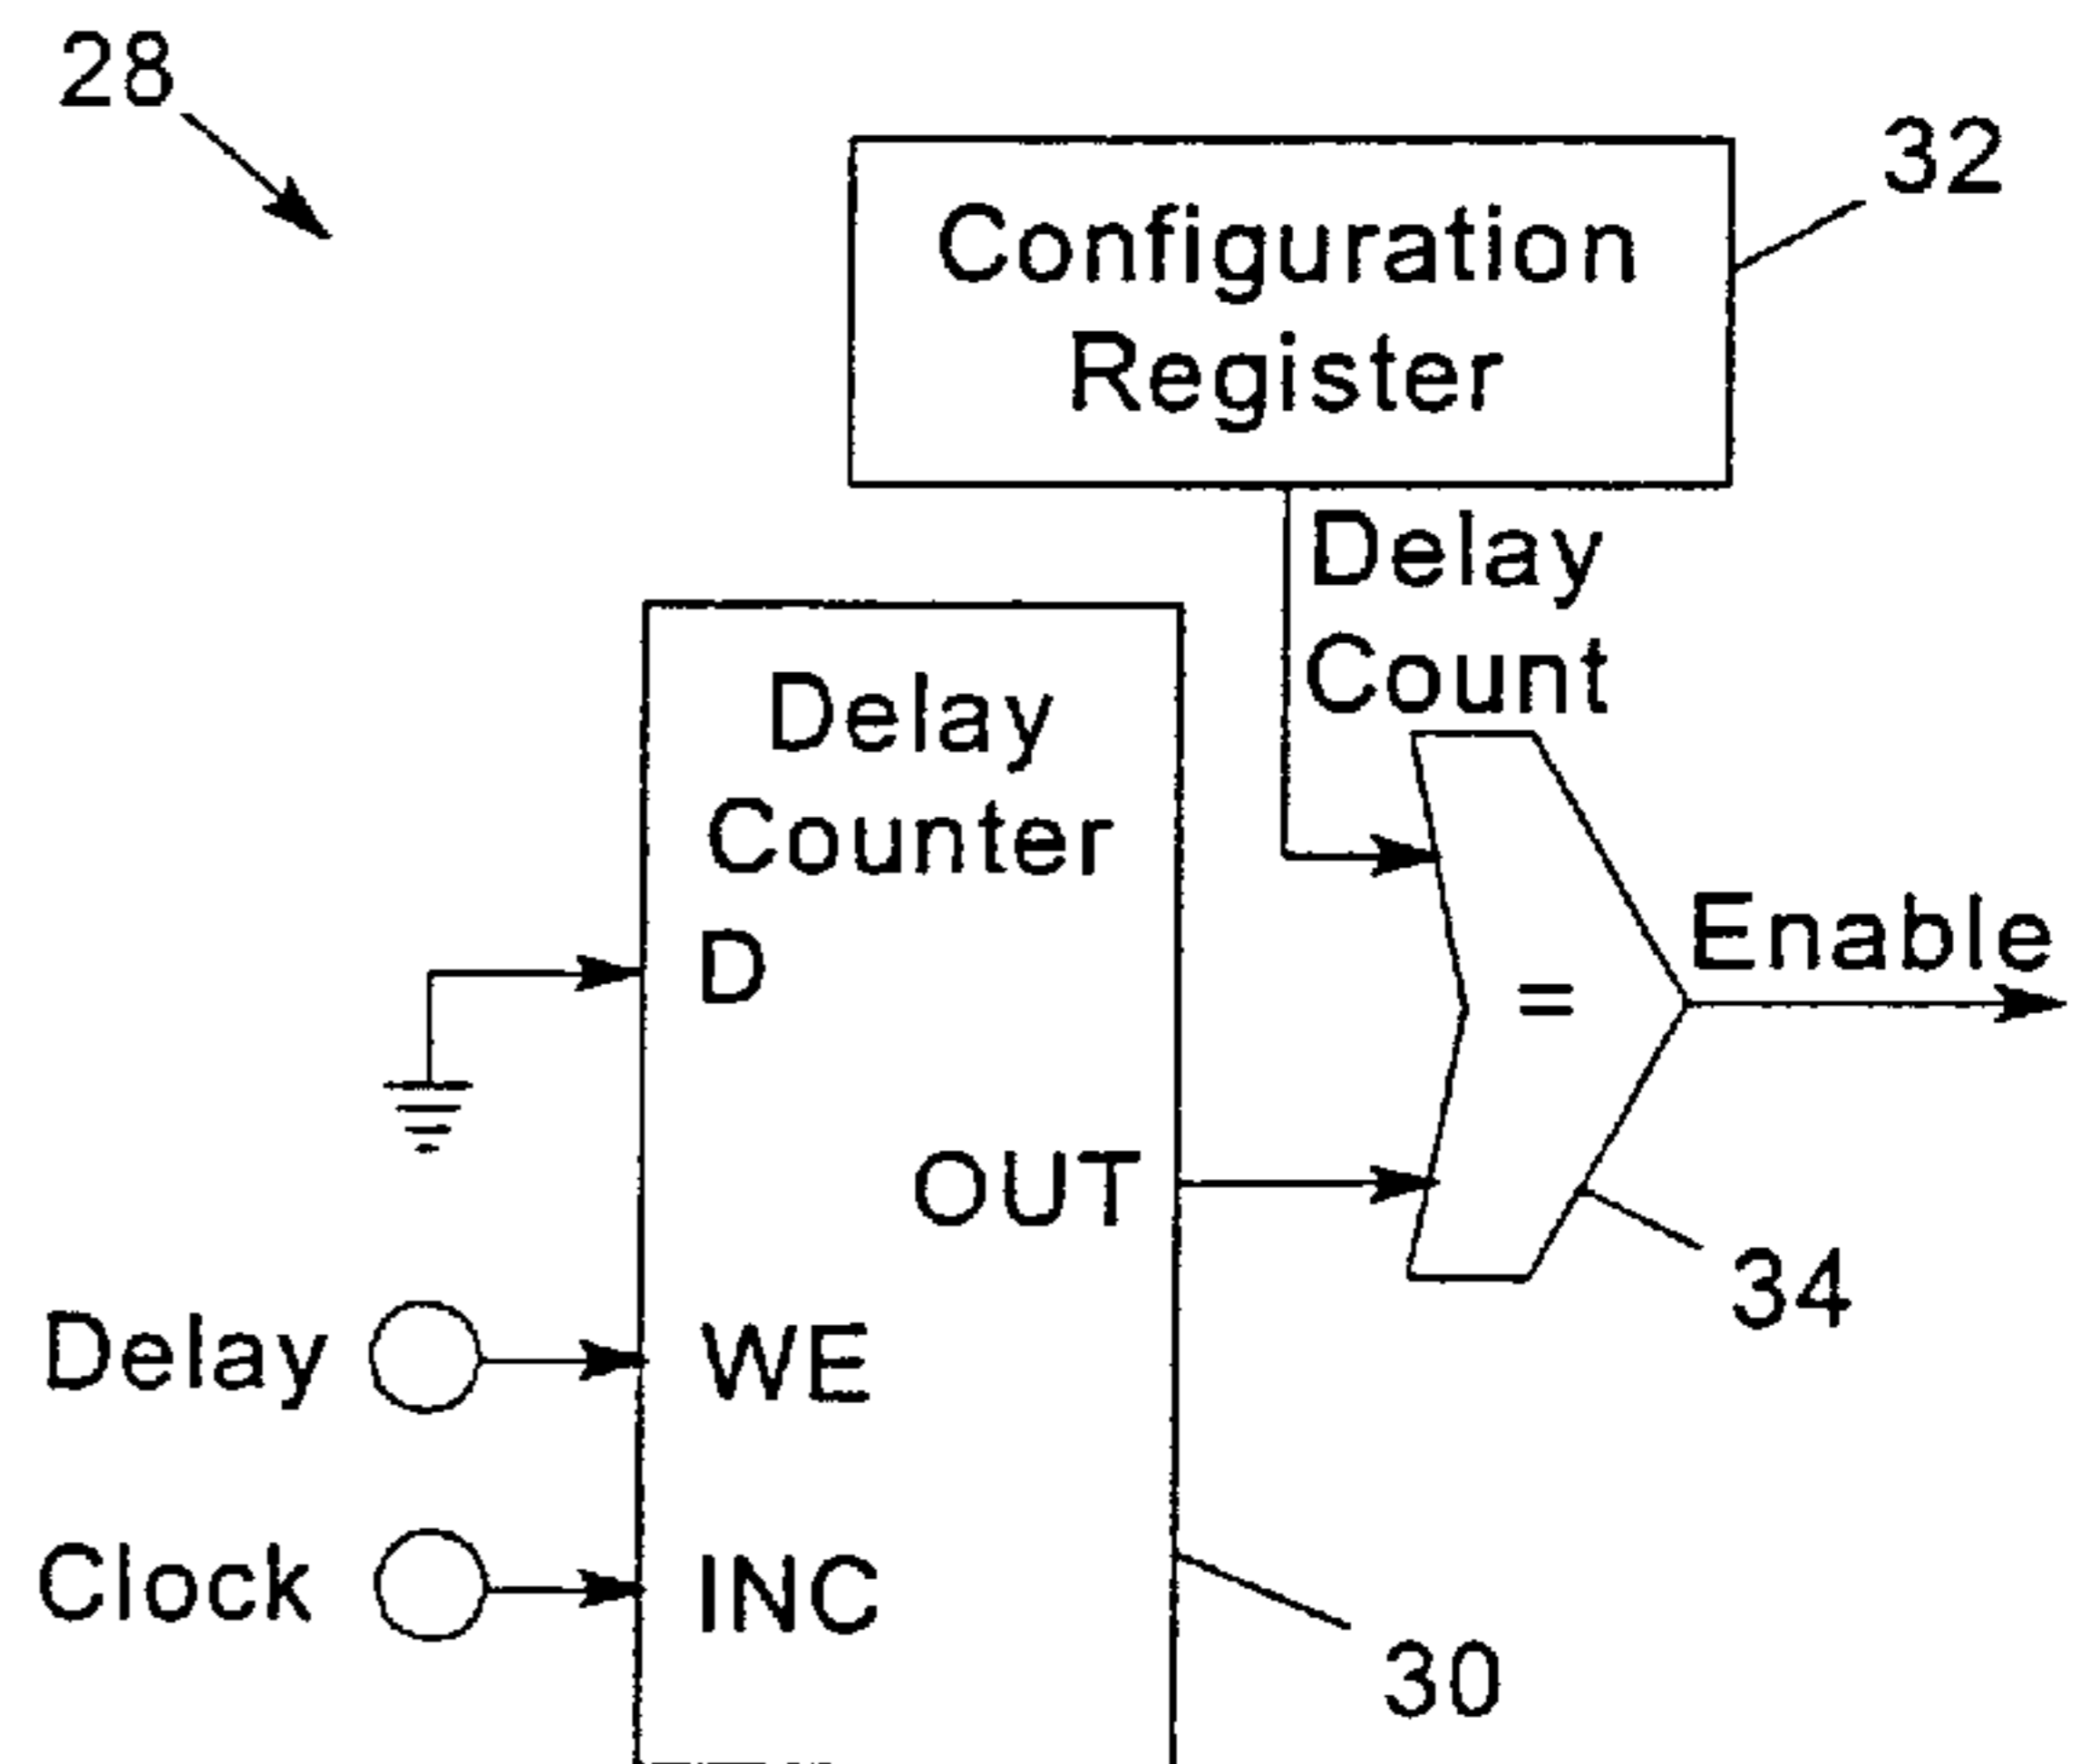 28
32
Configuration
Register
Delay
Count
Delay
Counter
D
Enable
=
OUT
34
Delay
WE
Clock
INC
30